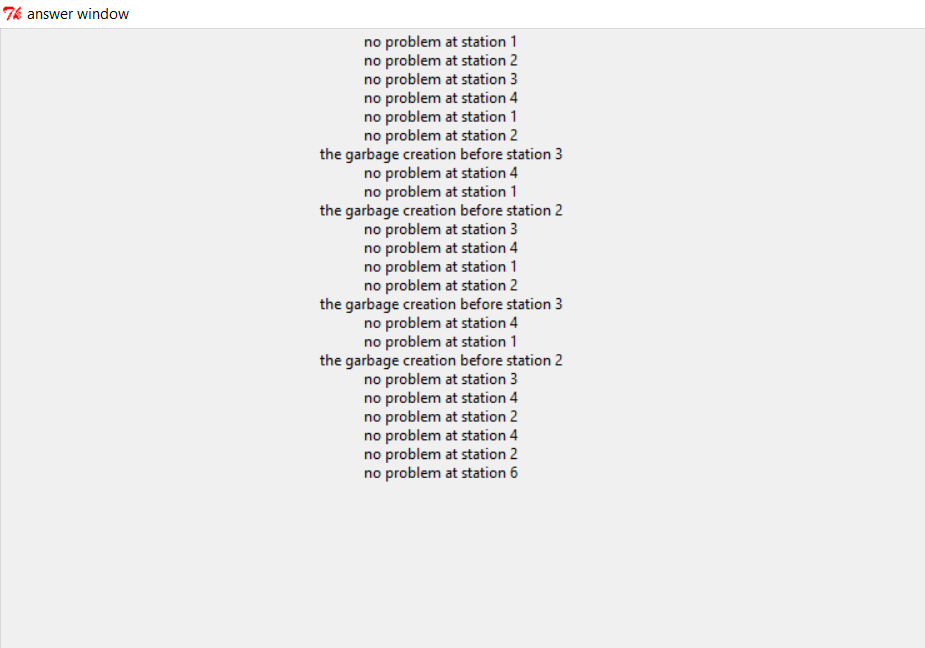 answer window
no problem at station 1
no problem at station 2
no problem at station 3
no problem at station 4
no problem at station 1
no problem at station 2
the garbage creation before station 3
no problem at station 4
no problem at station 1
the garbage creation before station 2
no problem at station 3
no problem at station 4
no problem at station 1
no problem at station 2
the garbage creation before station 3
no problem at station 4
no problem at station 1
the garbage creation before station 2
no problem at station 3
no problem at station 4
no problem at station 2
no problem at station 4
no problem at station 2
no problem at station 6